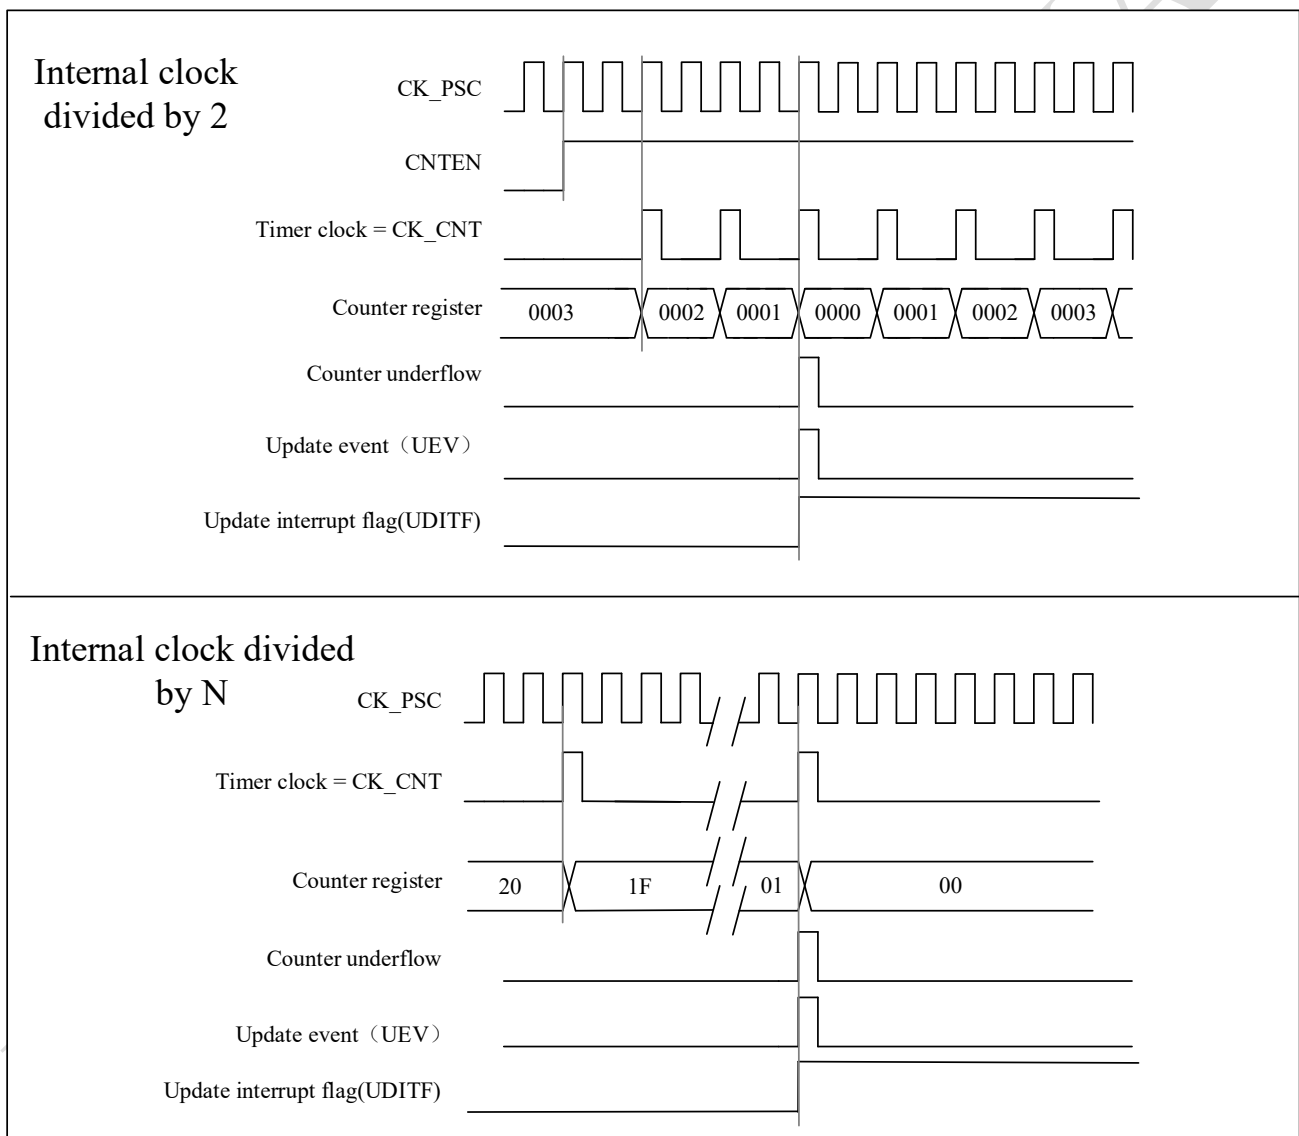 Internal clock
divided by 2
CK_PSC
CNTEN
Timer clock = CK_CNT
Counter register
0003 0002 0001 0000 0001 0002 0003
Counter underflow
Update event（UEV）
Update interrupt flag(UDITF)
Internal clock divided
by N
CK_PSC
Timer clock = CK_CNT
Counter register
20 1F 01 00
Counter underflow
Update event（UEV）
Update interrupt flag(UDITF)